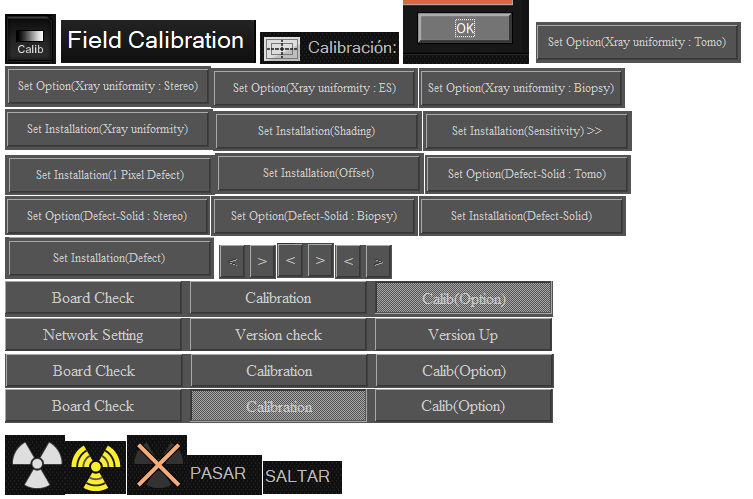 Calib
Field Calibration
Calibración:
OK
Set Option(Xray uniformity : Tomo)
Set Option(Xray uniformity : Stereo)
Set Option(Xray uniformity : ES)
Set Option(Xray uniformity : Biopsy)
Set Installation(Xray uniformity)
Set Installation(Shading)
Set Installation(Sensitivity) >>
Set Installation(1 Pixel Defect)
Set Installation(Offset)
Set Option(Defect-Solid : Tomo)
Set Option(Defect-Solid : Stereo)
Set Option(Defect-Solid : Biopsy)
Set Installation(Defect-Solid)
Set Installation(Defect)
< > < > < >
Board Check Calibration Calib(Option)
Network Setting Version check Version Up
Board Check Calibration Calib(Option)
Board Check Calibration Calib(Option)
PASAR
SALTAR